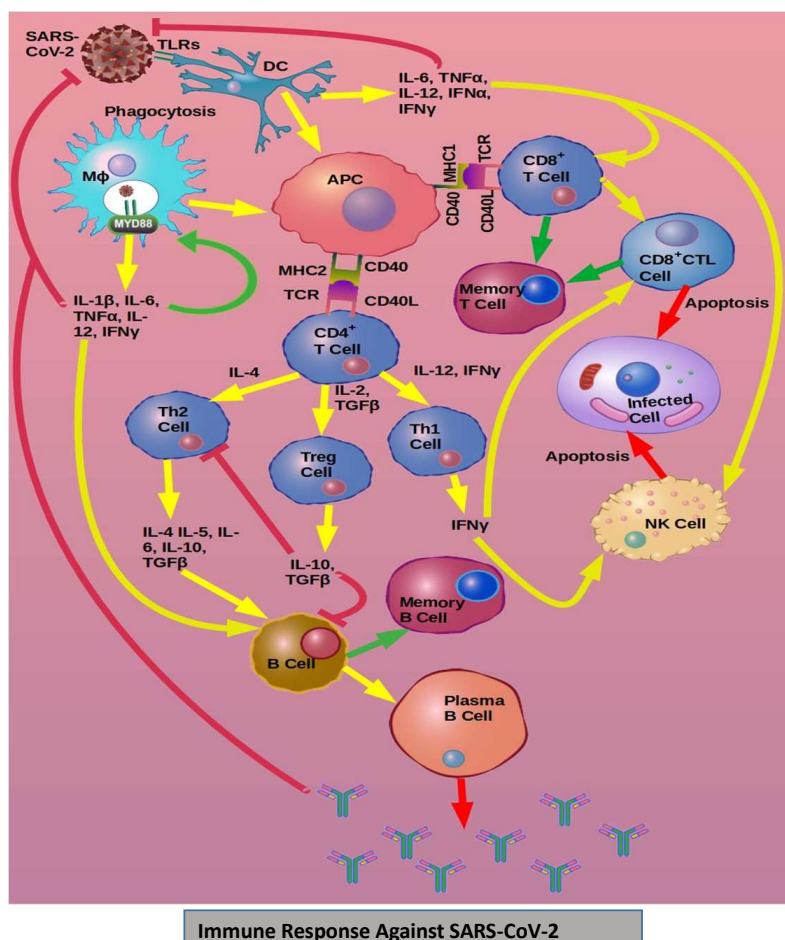 SARS-
CoV-2
TLRs
DC
IL-6, TNFα,
IL-12, IFNα,
IFNγ
Phagocytosis
Mϕ
MYD88
APC
MHC1
TCR
CD40
CD40L
CD8+
T Cell
CD8+CTL
Cell
Memory
T Cell
Apoptosis
MHC2
CD40
TCR
CD40L
IL-1β, IL-6,
TNFα, IL-
12, IFNγ
CD4+
T Cell
IL-4
IL-2,
TGFβ
IL-12, IFNγ
Infected
Cell
Th2
Cell
Treg
Cell
Th1
Cell
Apoptosis
NK Cell
IL-4 IL-5, IL-
6, IL-10,
TGFβ
IL-10,
TGFβ
IFNγ
Memory
B Cell
B Cell
Plasma
B Cell
Immune Response Against SARS-CoV-2